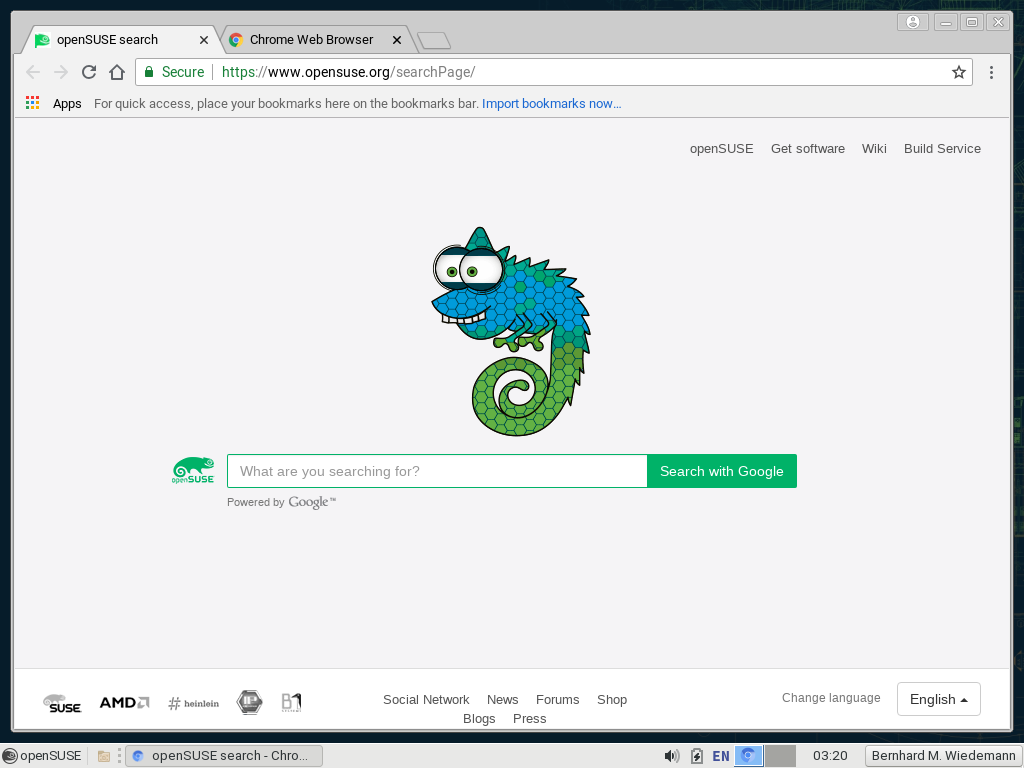 openSUSE search
Chrome Web Browser
Secure https://www.opensuse.org/searchPage/
Apps For quick access, place your bookmarks here on the bookmarks bar. Import bookmarks now...
openSUSE Get software Wiki Build Service
openSUSE
What are you searching for? Search with Google
Powered by Google™
SUSE AMD # heinlein IP B1
Social Network News Forums Shop
Blogs Press
Change language English
openSUSE openSUSE search - Chro... EN 03:20 Bernhard M. Wiedemann